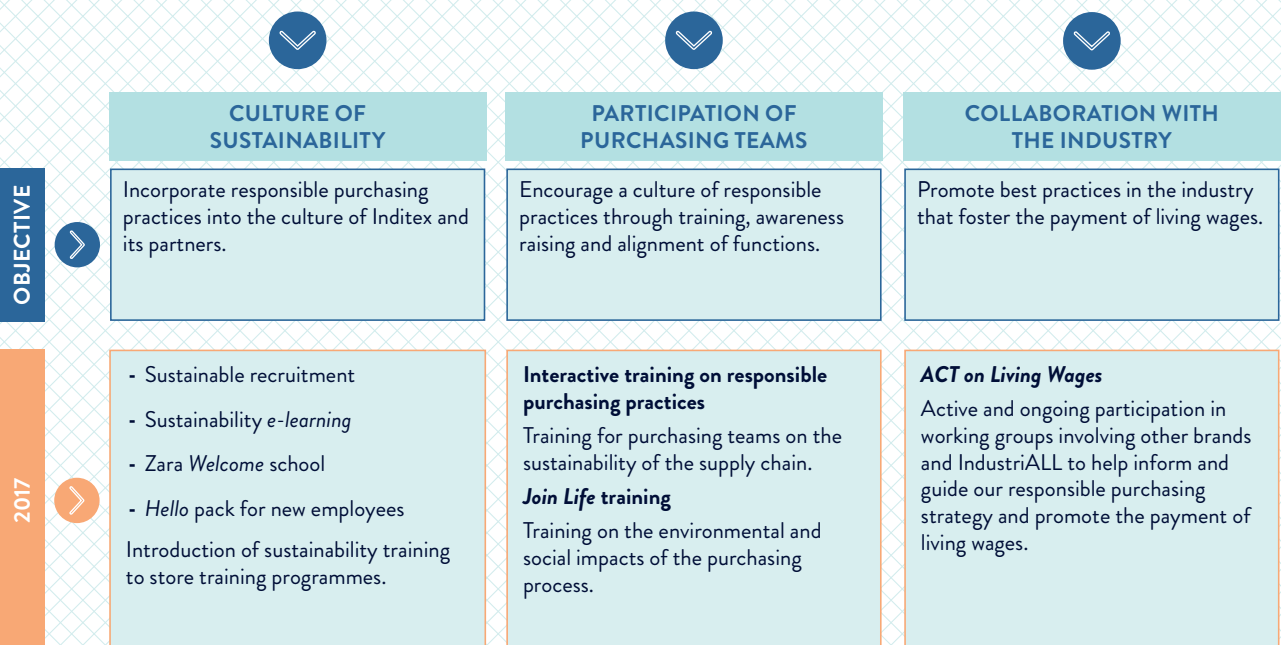 CULTURE OF
SUSTAINABILITY
PARTICIPATION OF
PURCHASING TEAMS
COLLABORATION WITH
THE INDUSTRY
OBJECTIVE
Incorporate responsible purchasing
practices into the culture of Inditex and
its partners.
Encourage a culture of responsible
practices through training, awareness
raising and alignment of functions.
Promote best practices in the industry
that foster the payment of living wages.
2017
- Sustainable recruitment
- Sustainability e-learning
- Zara Welcome school
- Hello pack for new employees
Introduction of sustainability training
to store training programmes.
Interactive training on responsible
purchasing practices
Training for purchasing teams on the
sustainability of the supply chain.
Join Life training
Training on the environmental and
social impacts of the purchasing
process.
ACT on Living Wages
Active and ongoing participation in
working groups involving other brands
and IndustriALL to help inform and
guide our responsible purchasing
strategy and promote the payment of
living wages.